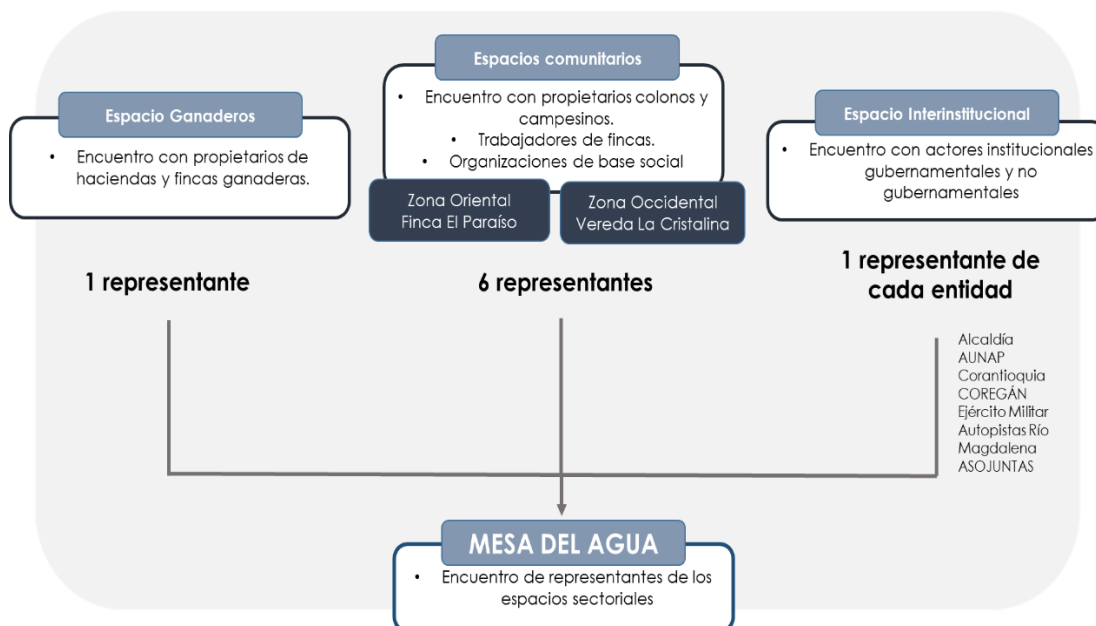 Espacio Ganaderos
• Encuentro con propietarios de
haciendas y fincas ganaderas.
1 representante
Espacios comunitarios
• Encuentro con propietarios colonos y
campesinos.
• Trabajadores de fincas.
• Organizaciones de base social
Zona Oriental
Finca El Paraíso
Zona Occidental
Vereda La Cristalina
6 representantes
Espacio Interinstitucional
• Encuentro con actores institucionales
gubernamentales y no
gubernamentales
1 representante de
cada entidad
Alcaldía
AUNAP
Corantioquia
COREGÁN
Ejército Militar
Autopistas Río
Magdalena
ASOJUNTAS
MESA DEL AGUA
• Encuentro de representantes de los
espacios sectoriales